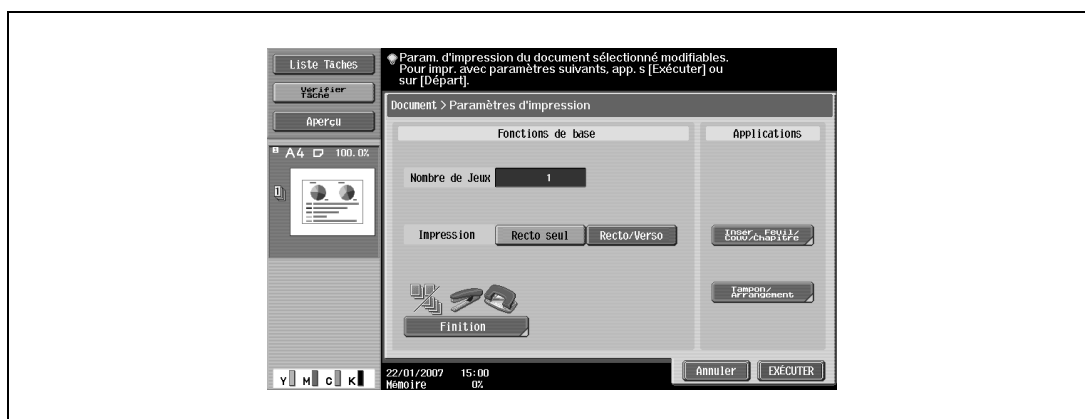 Liste Tâches
Vérifier
Tâche
Aperçu
A4 100.0%
1
Y M C K
Param. d'impression du document sélectionné modifiables.
Pour impr. avec paramètres suivants, app. s [Exécuter] ou
sur [Départ].
Document > Paramètres d'impression
Fonctions de base
Nombre de Jeux 1
Impression Recto seul Recto/Verso
Finition
Applications
Insér. Feuil/
Couv/Chapitre
Tampon/
Arrangement
22/01/2007 15:00
Mémoire 0%
Annuler EXÉCUTER